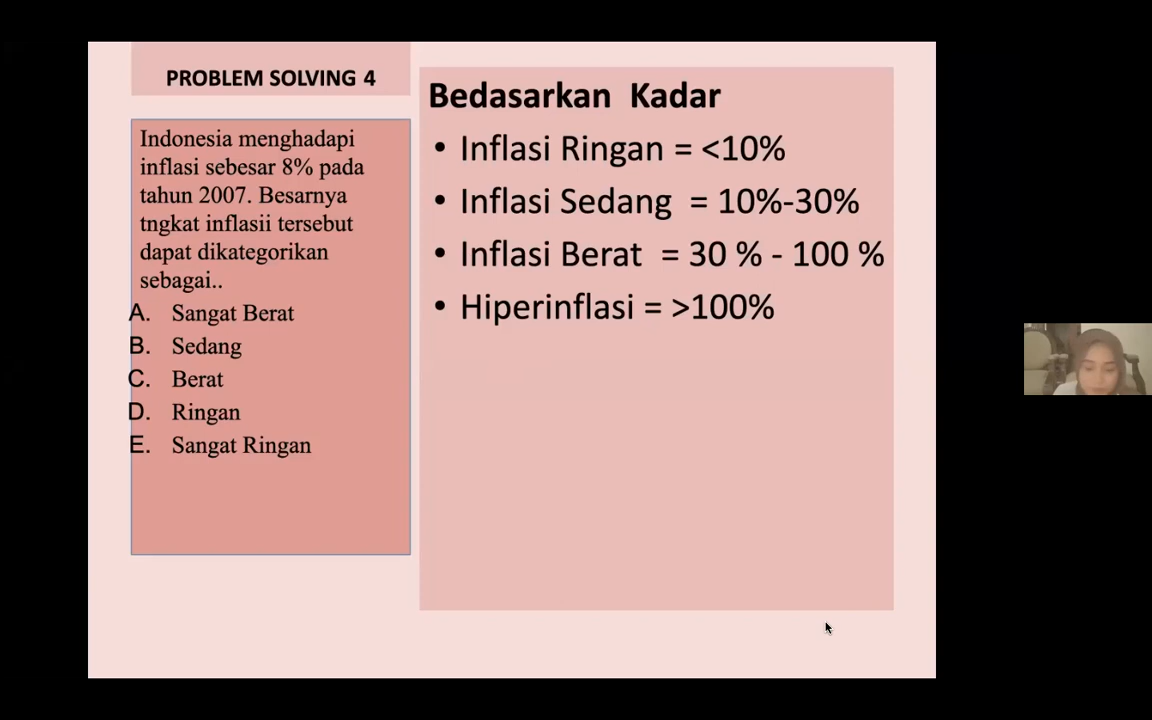 PROBLEM SOLVING 4
Indonesia menghadapi
inflasi sebesar 8% pada
tahun 2007. Besarnya
tngkat inflasii tersebut
dapat dikategorikan
sebagai..
A. Sangat Berat
B. Sedang
C. Berat
D. Ringan
E. Sangat Ringan
Bedasarkan Kadar
• Inflasi Ringan = <10%
• Inflasi Sedang = 10%-30%
• Inflasi Berat = 30 % - 100 %
• Hiperinflasi = >100%